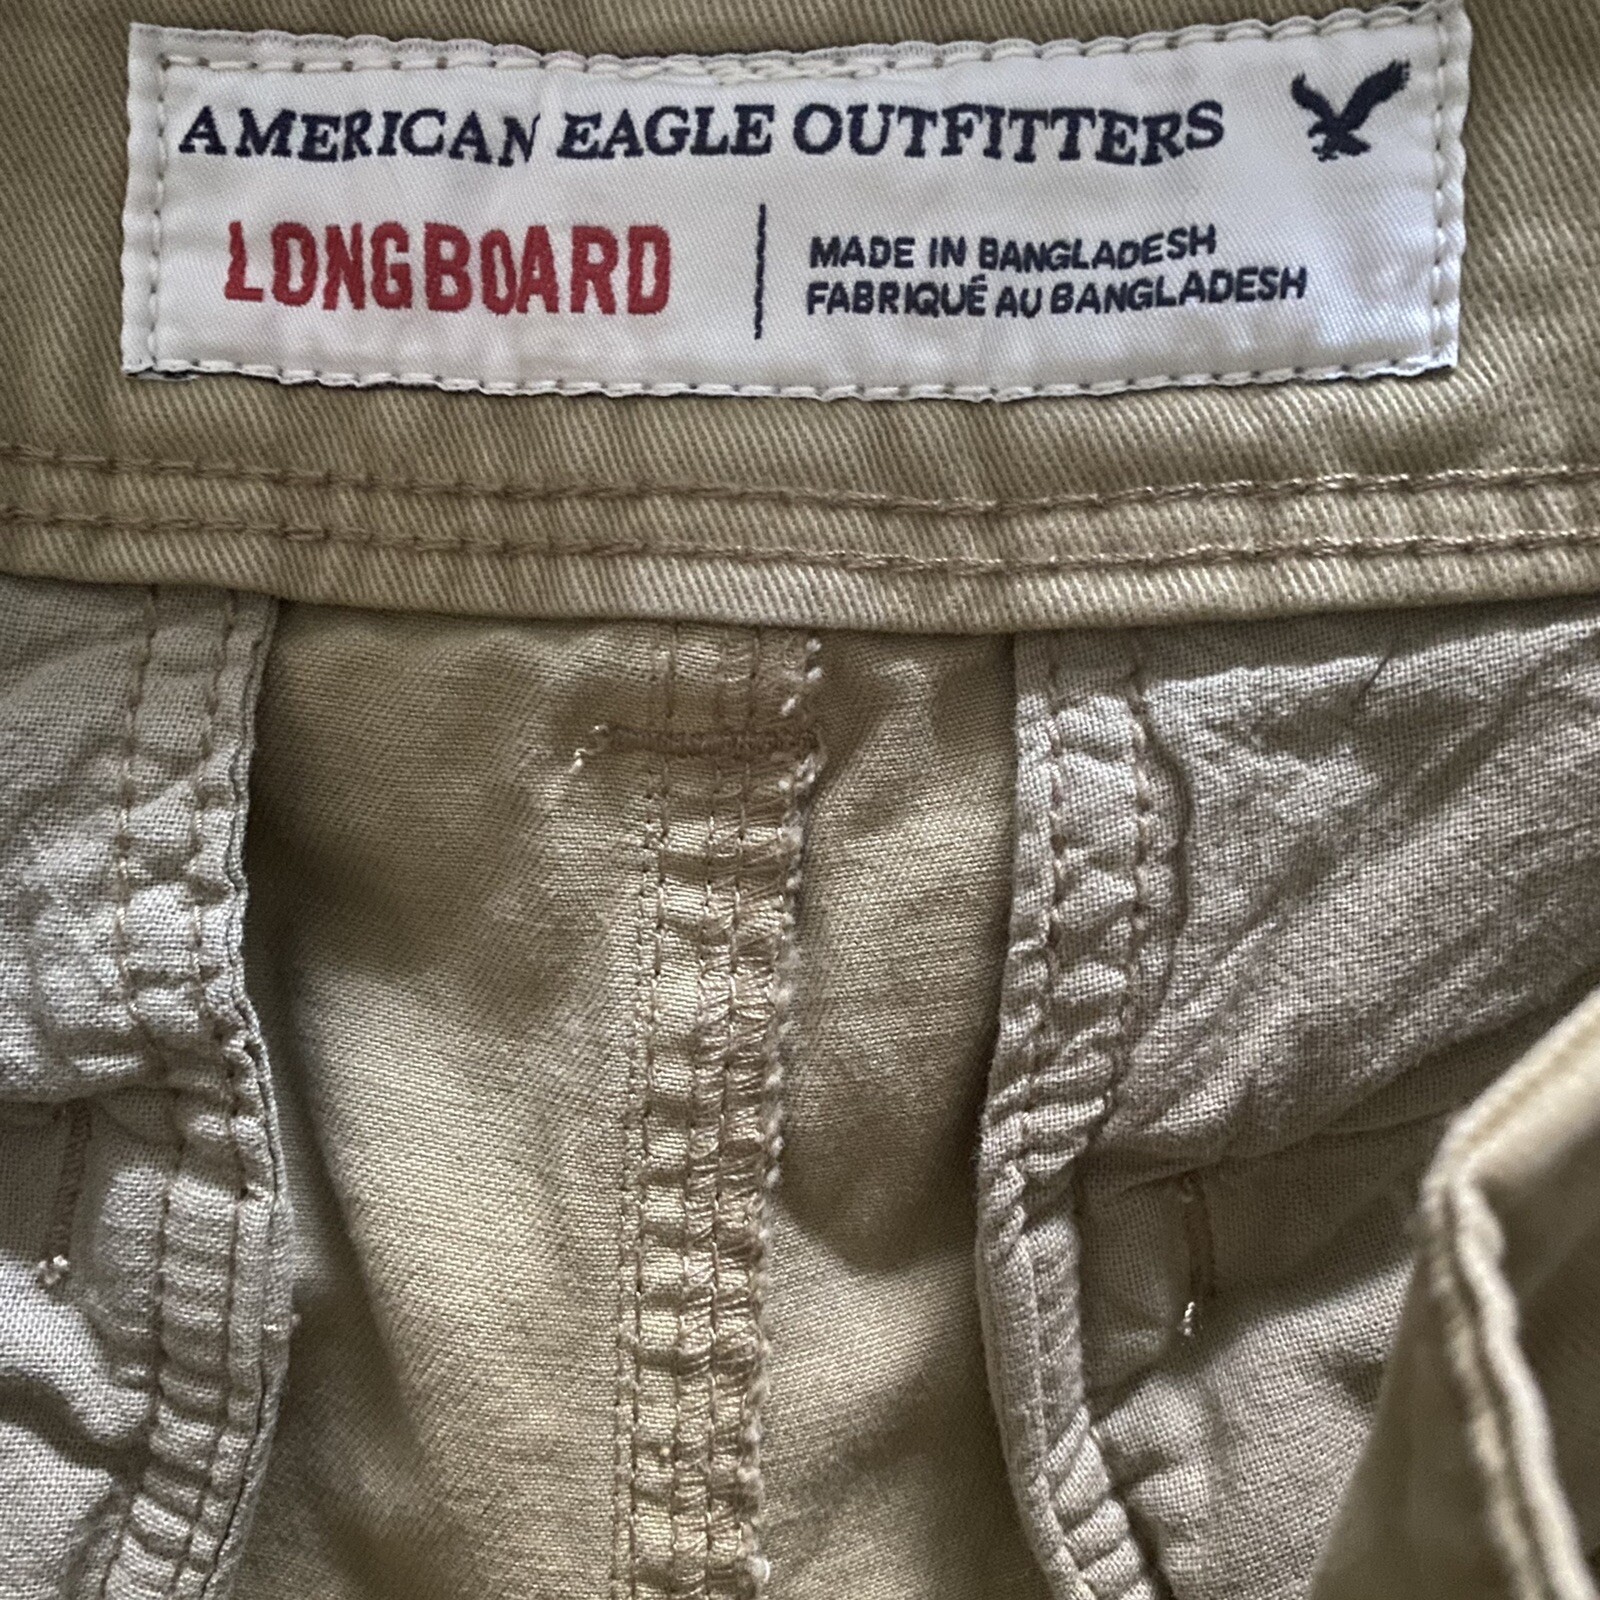 AMERICAN EAGLE OUTFITTERS
LONGBOARD
MADE IN BANGLADESH
FABRIQUÉ AU BANGLADESH